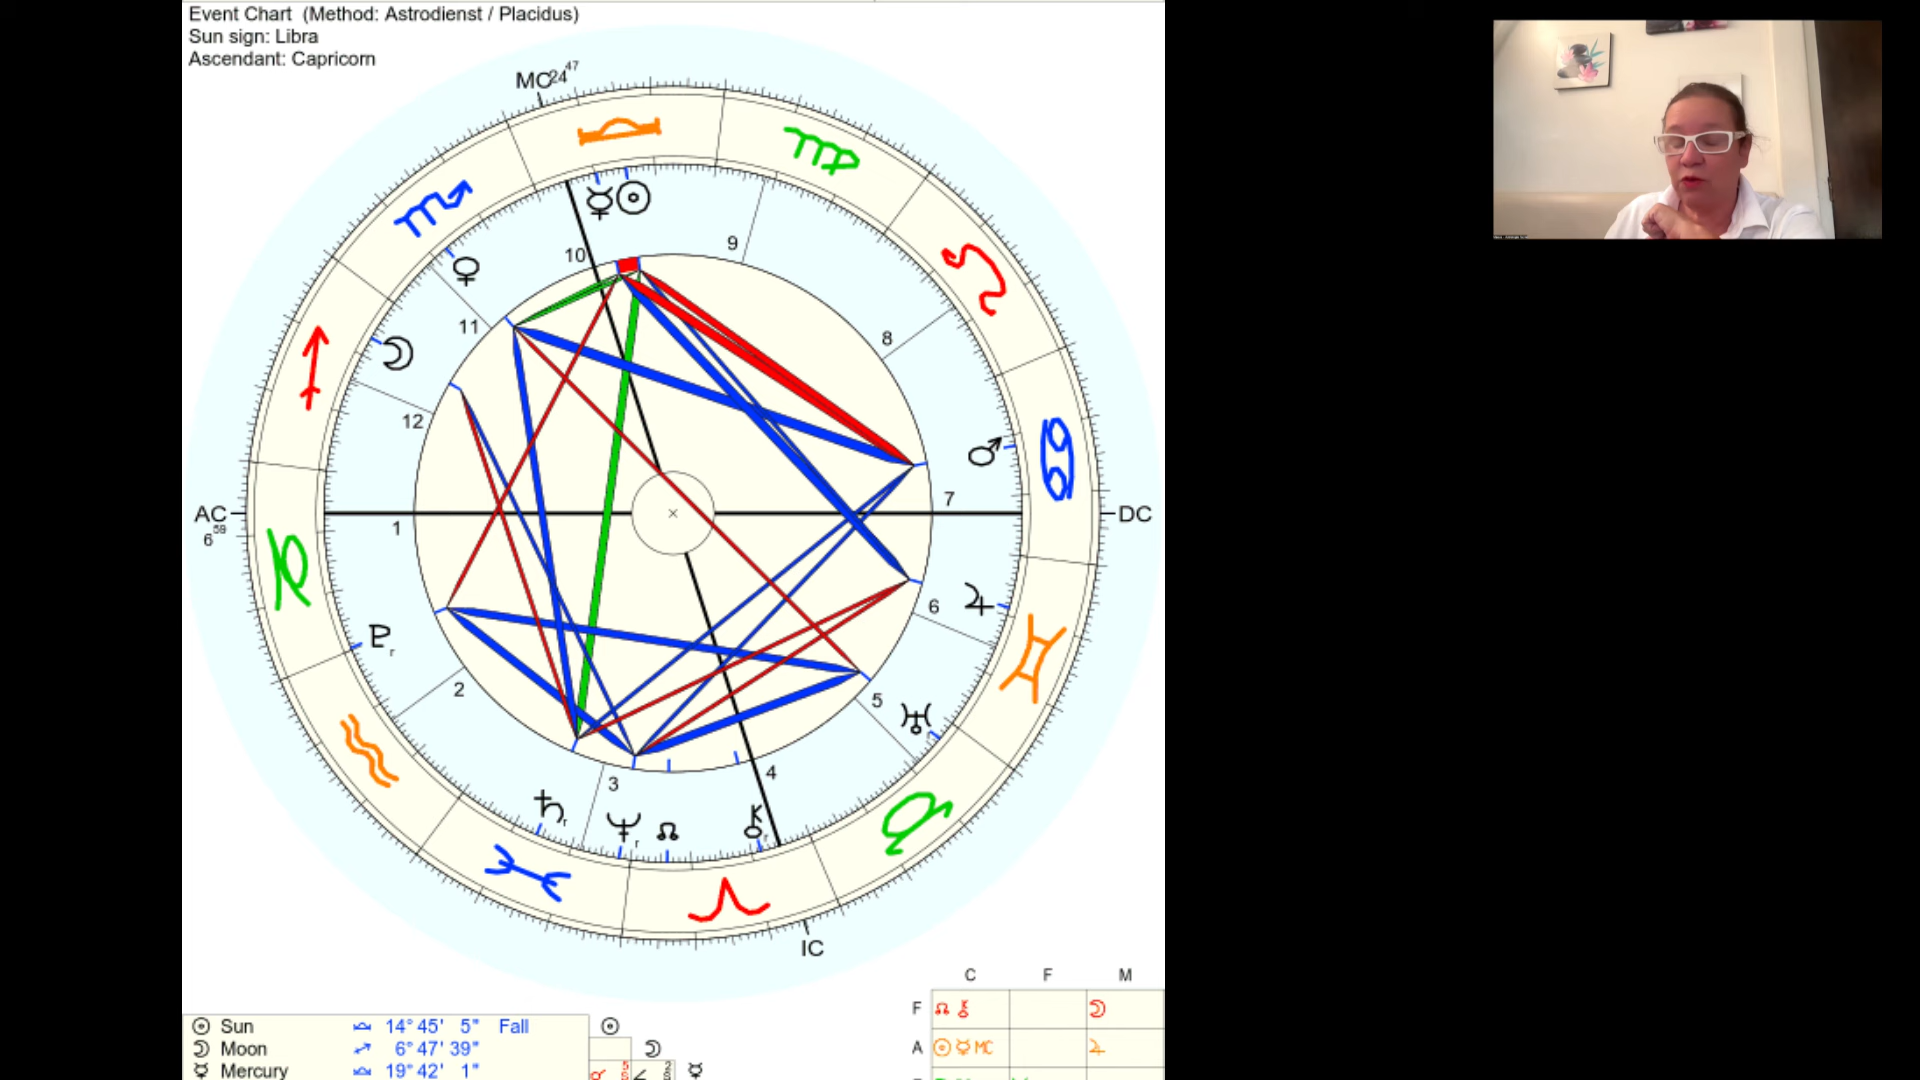 Event Chart (Method: Astrodienst / Placidus)
Sun sign: Libra
Ascendant: Capricorn
MC 24 47
10
9
11
8
12
AC
6 59
1
7
DC
2
6
5
3
4
IC
C F M
F
A
MC
Sun 14° 45' 5" Fall
Moon 6° 47' 39"
Mercury 19° 42' 1"